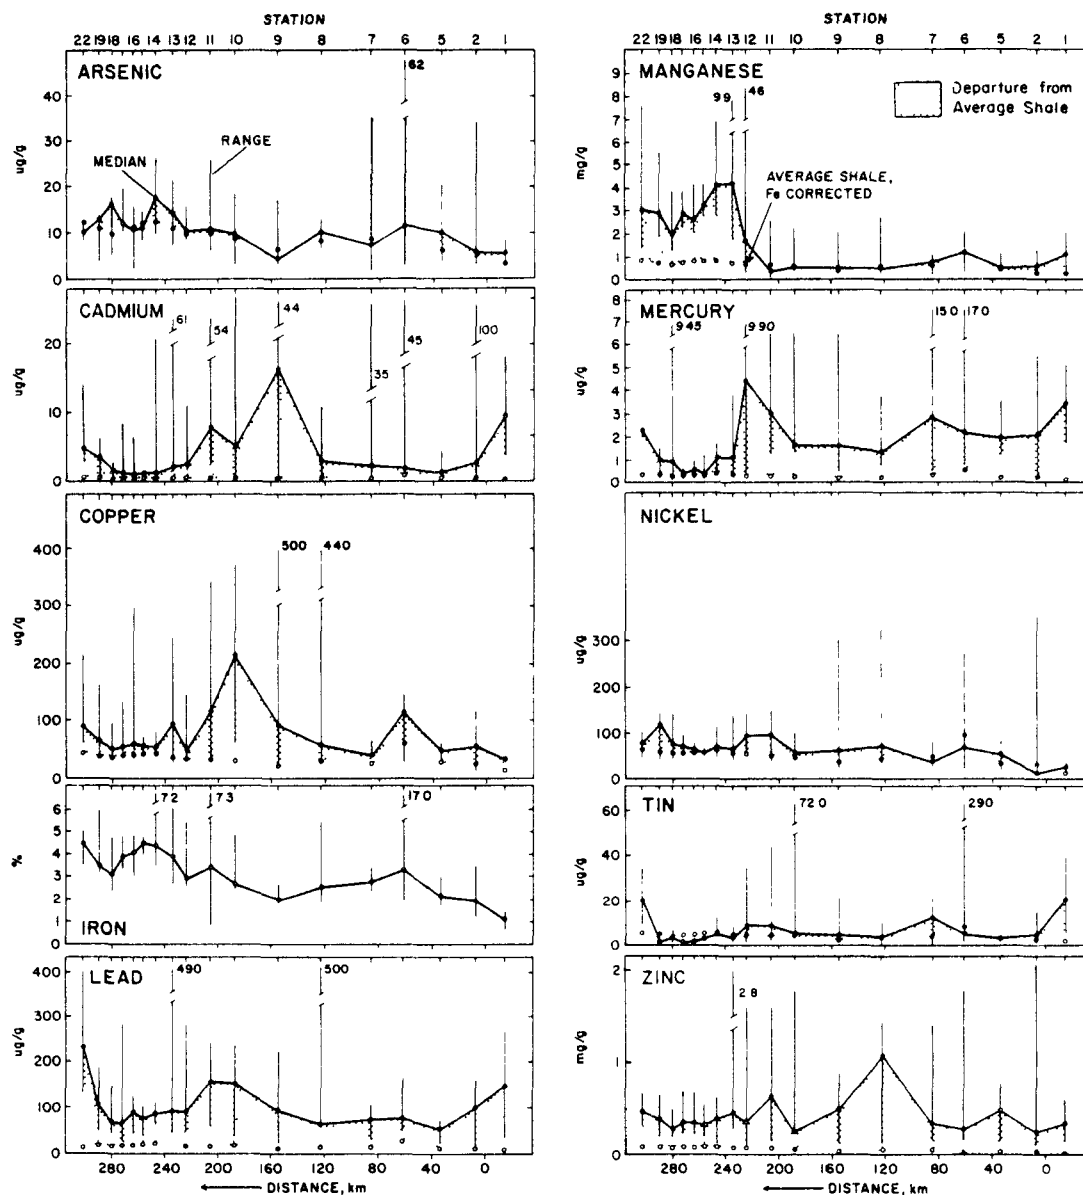 STATION
22 19 18 16 14 13 12 11 10 9 8 7 6 5 2 1
ARSENIC
62
RANGE
MEDIAN
40
30
20
10
0
ug/g
CADMIUM
61
54
44
35
45
100
20
10
0
ug/g
COPPER
500
440
400
300
200
100
0
ug/g
72
73
170
6
5
4
3
2
1
0
%
IRON
LEAD
490
500
400
300
200
100
0
ug/g
280 240 200 160 120 80 40 0
DISTANCE, km
STATION
22 19 18 16 14 13 12 11 10 9 8 7 6 5 2 1
MANGANESE
99
46
Departure from
Average Shale
AVERAGE SHALE,
Fe CORRECTED
9
8
7
6
5
4
3
2
1
0
mg/g
MERCURY
945
990
150
170
8
7
6
5
4
3
2
1
0
ug/g
NICKEL
300
200
100
0
ug/g
TIN
720
290
60
40
20
0
ug/g
ZINC
28
2
1
0
mg/g
280 240 200 160 120 80 40 0
DISTANCE, km